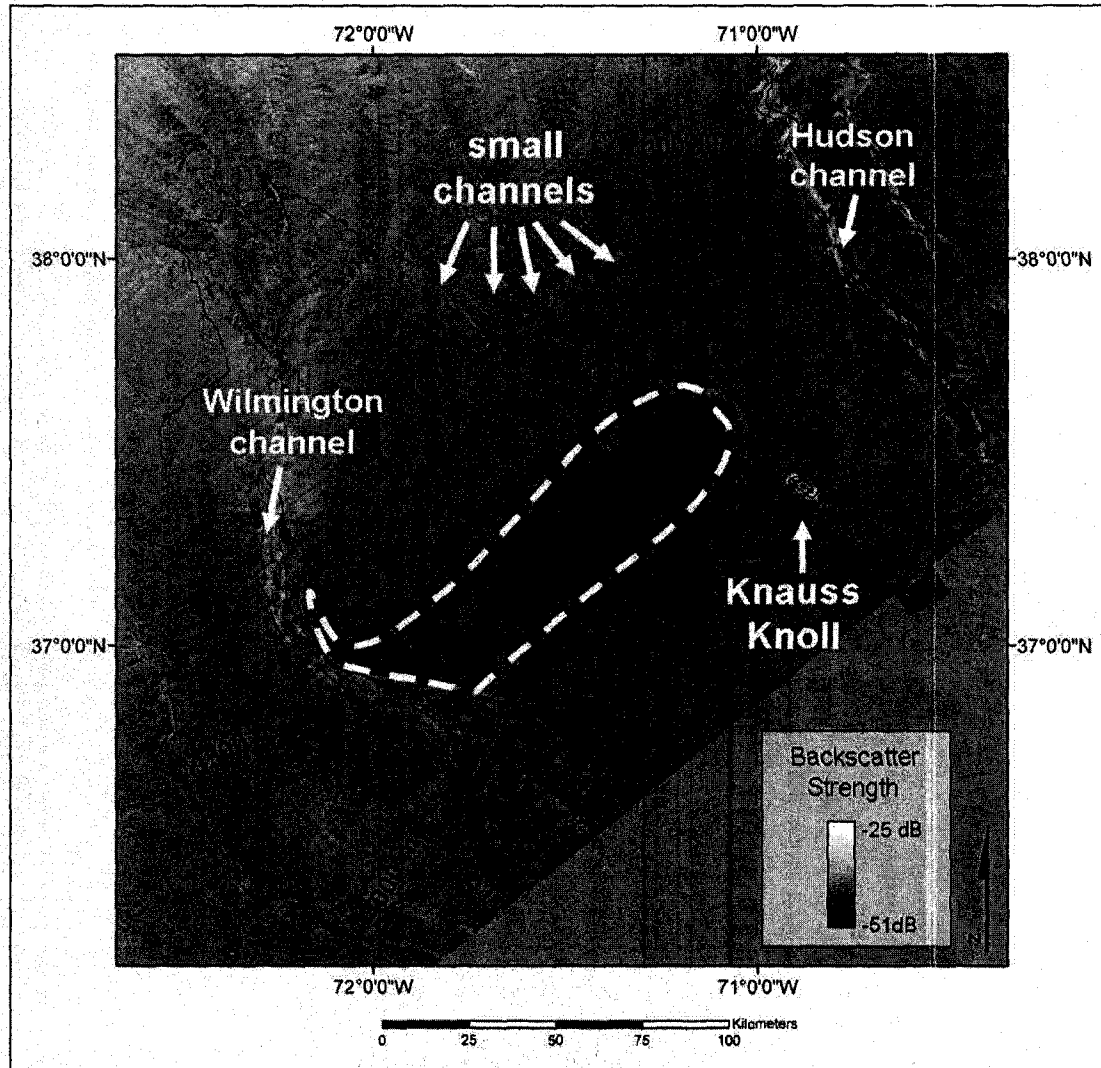 72°0'0"W
71°0'0"W
small
channels
Hudson
channel
38°0'0"N
38°0'0"N
Wilmington
channel
Knauss
Knoll
37°0'0"N
37°0'0"N
Backscatter
Strength
-25 dB
-51dB
N
72°0'0"W
71°0'0"W
Kilometers
0 25 50 75 100